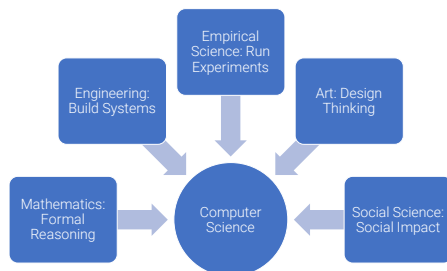 Empirical
Science: Run
Experiments
Engineering:
Build Systems
Art: Design
Thinking
Mathematics:
Formal
Reasoning
Computer
Science
Social Science:
Social Impact